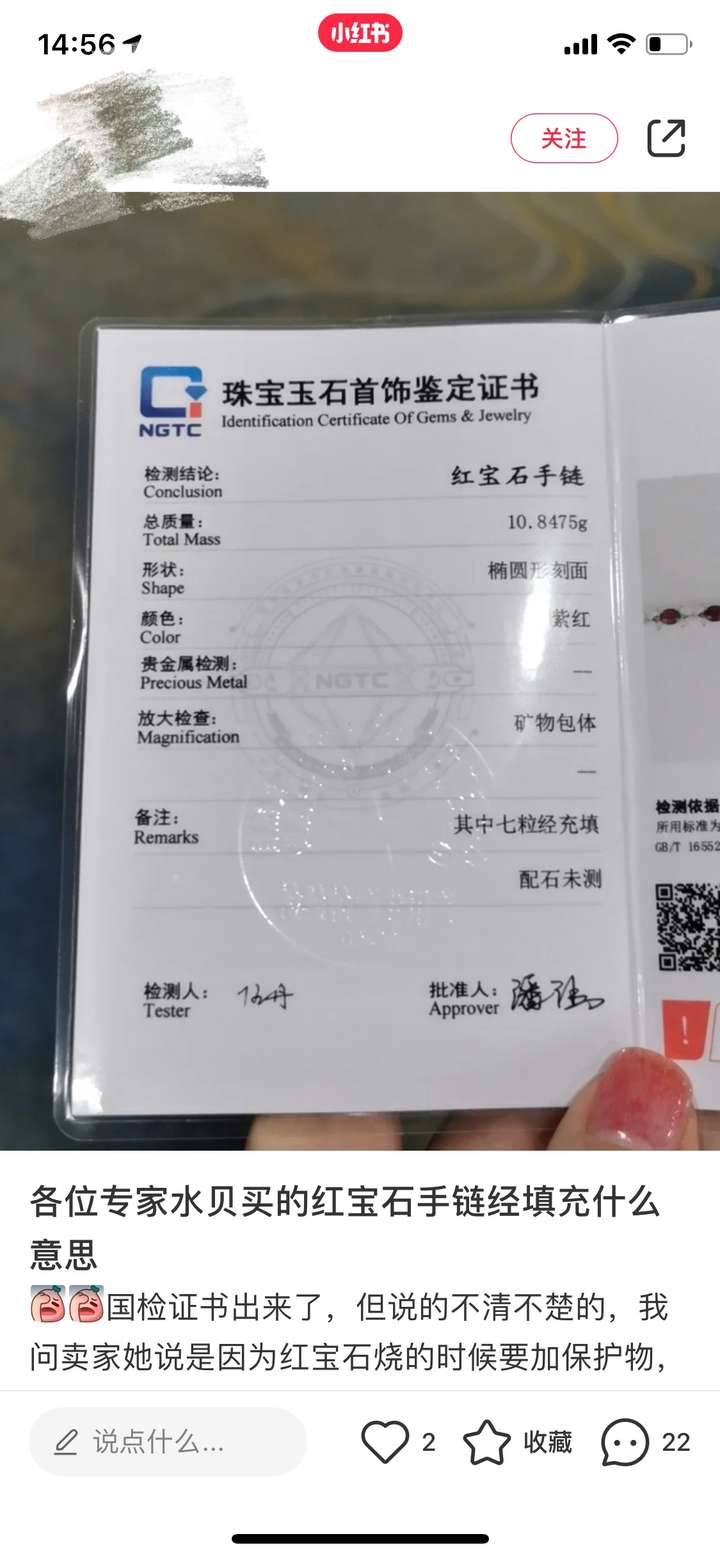 14:56
小红书
关注
NGTC
珠宝玉石首饰鉴定证书
Identification Certificate Of Gems & Jewelry
检测结论:
Conclusion
红宝石手链
总质量:
Total Mass
10.8475g
形状:
Shape
椭圆形刻面
颜色:
Color
紫红
贵金属检测:
Precious Metal
—
NGTC
放大检查:
Magnification
矿物包体
—
备注:
Remarks
其中七粒经充填
配石未测
检测人:
Tester
批准人:
Approver
检测依据
所用标准为
GB/T 16552
各位专家水贝买的红宝石手链经填充什么
意思
国检证书出来了，但说的不清不楚的，我
问卖家她说是因为红宝石烧的时候要加保护物，
说点什么...
2
收藏
22